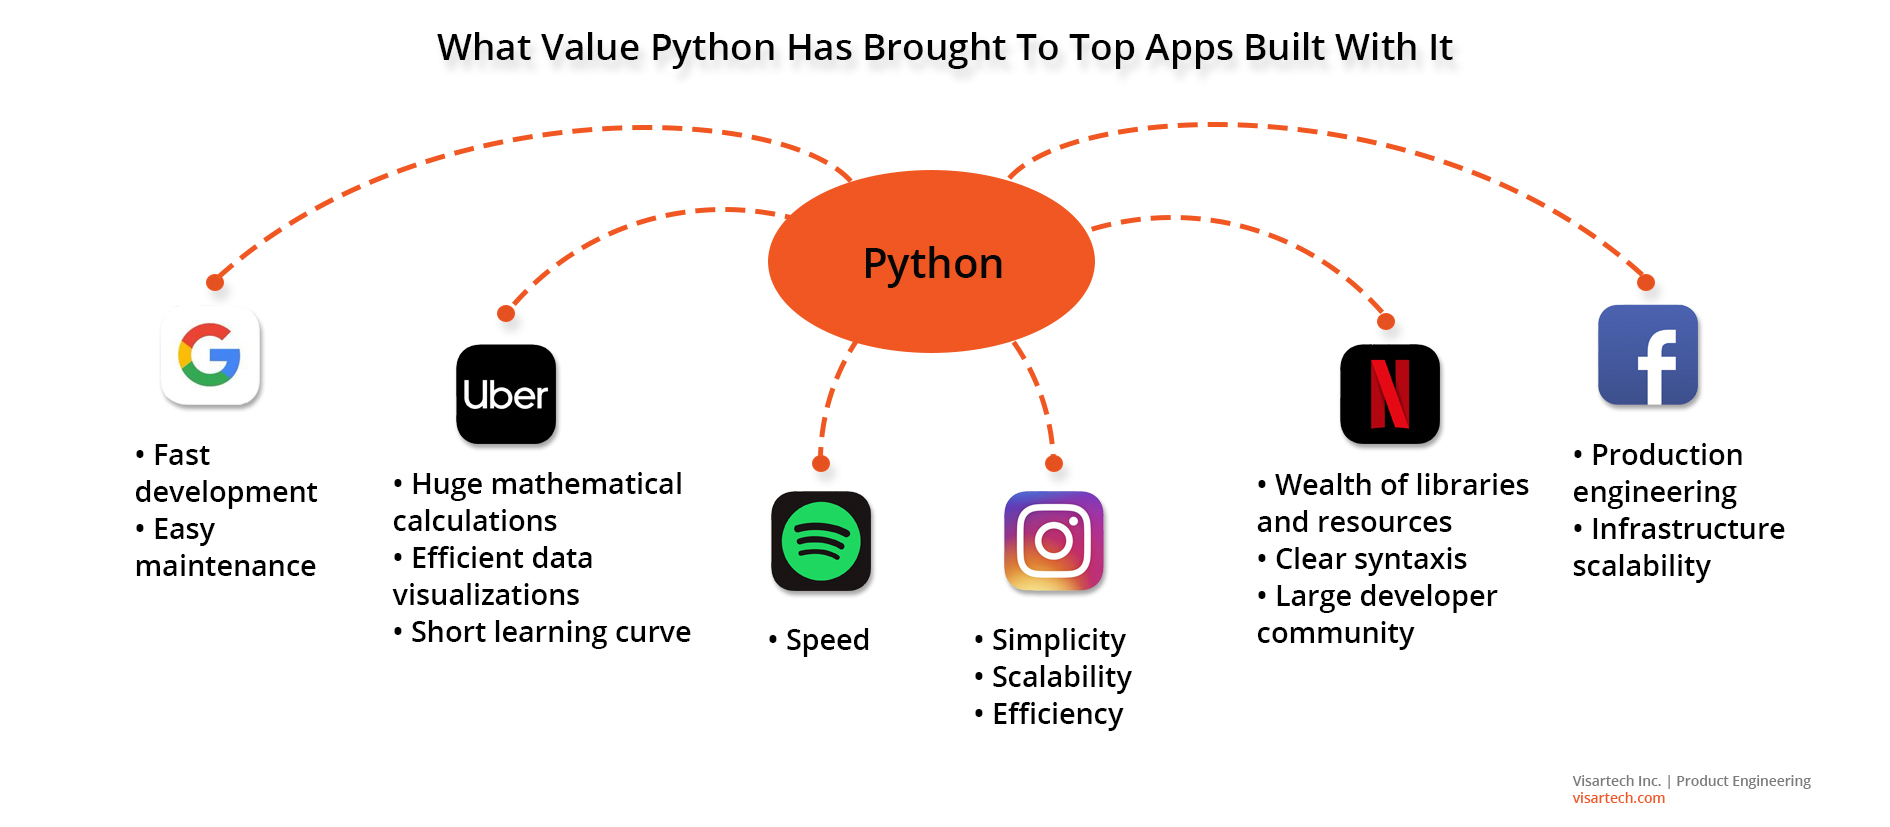 What Value Python Has Brought To Top Apps Built With It
Python
Uber
• Fast
development
• Easy
maintenance
• Huge mathematical
calculations
• Efficient data
visualizations
• Short learning curve
• Speed
• Simplicity
• Scalability
• Efficiency
• Wealth of libraries
and resources
• Clear syntaxis
• Large developer
community
• Production
engineering
• Infrastructure
scalability
Visartech Inc. | Product Engineering
visartech.com